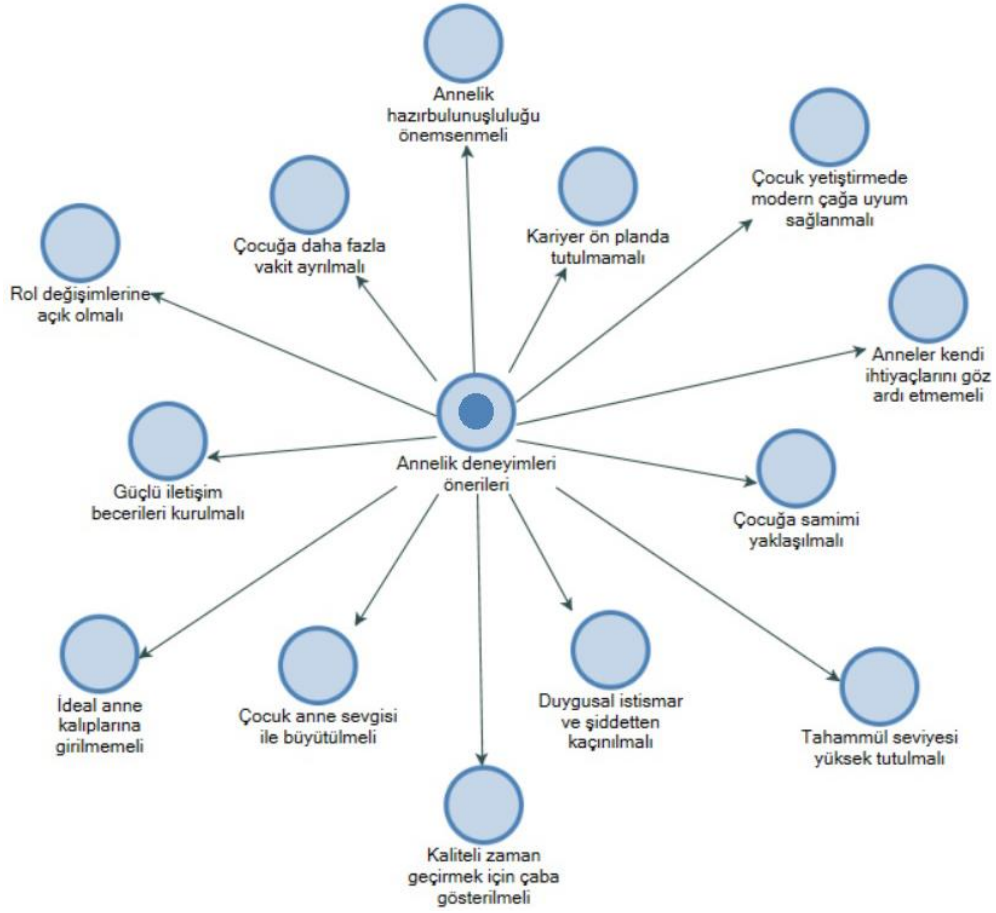 Annelik
hazırbulunuşluluğu
önemsenmeli
Çocuk yetiştirmede
modern çağa uyum
sağlanmalı
Çocuğa daha fazla
vakit ayrılmalı
Kariyer ön planda
tutulmamalı
Rol değişimlerine
açık olmalı
Anneler kendi
ihtiyaçlarını göz
ardı etmemeli
Annelik deneyimleri
önerileri
Güçlü iletişim
becerileri kurulmalı
Çocuğa samimi
yaklaşılmalı
İdeal anne
kalıplarına
girilmemeli
Çocuk anne sevgisi
ile büyütülmeli
Duygusal istismar
ve şiddetten
kaçınılmalı
Tahammül seviyesi
yüksek tutulmalı
Kaliteli zaman
geçirmek için çaba
gösterilmeli